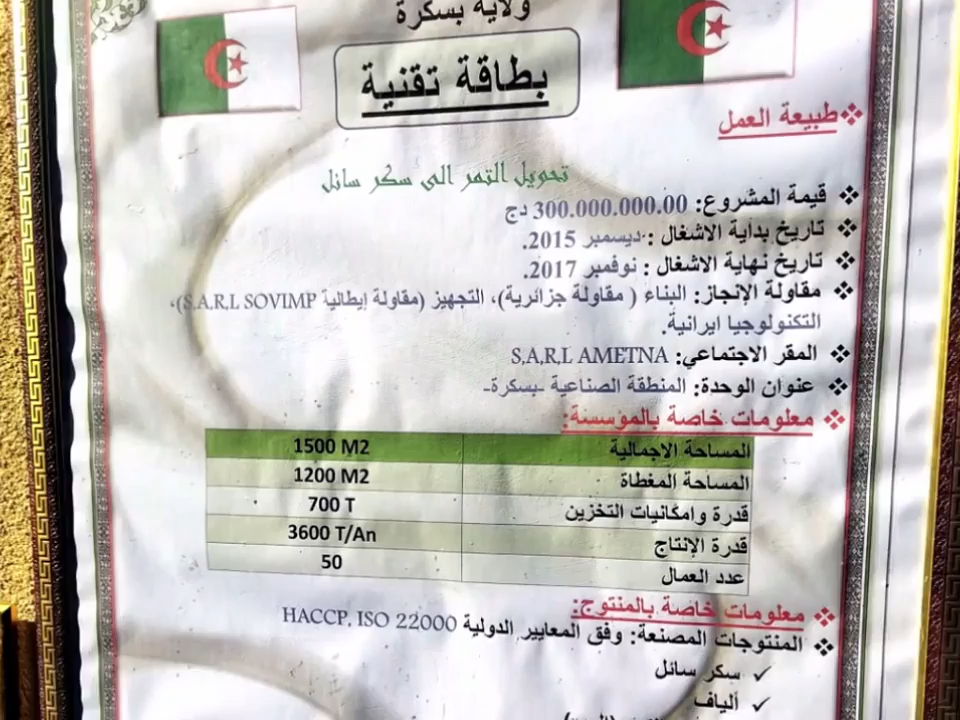 ولاية بسكرة
بطاقة تقنية
❖ طبيعة العمل
تحويل التمر الى سكر سائل
❖ قيمة المشروع: 300.000.000.00 دج
❖ تاريخ بداية الاشغال : ديسمبر 2015.
❖ تاريخ نهاية الاشغال : نوفمبر 2017.
❖ مقاولة الإنجاز: البناء ( مقاولة جزائرية)، التجهيز (مقاولة إيطالية S,A,R,L SOVIMP)،
التكنولوجيا ايرانية.
❖ المقر الاجتماعي: S,A,R,L AMETNA
❖ عنوان الوحدة: المنطقة الصناعية -بسكرة-
❖ معلومات خاصة بالمؤسسة:
المساحة الاجمالية 1500 M2
المساحة المغطاة 1200 M2
قدرة وامكانيات التخزين 700 T
قدرة الإنتاج 3600 T/An
عدد العمال 50
❖ معلومات خاصة بالمنتوج:
❖ المنتوجات المصنعة: وفق المعايير الدولية HACCP, ISO 22000
✓ سكر سائل
✓ ألياف